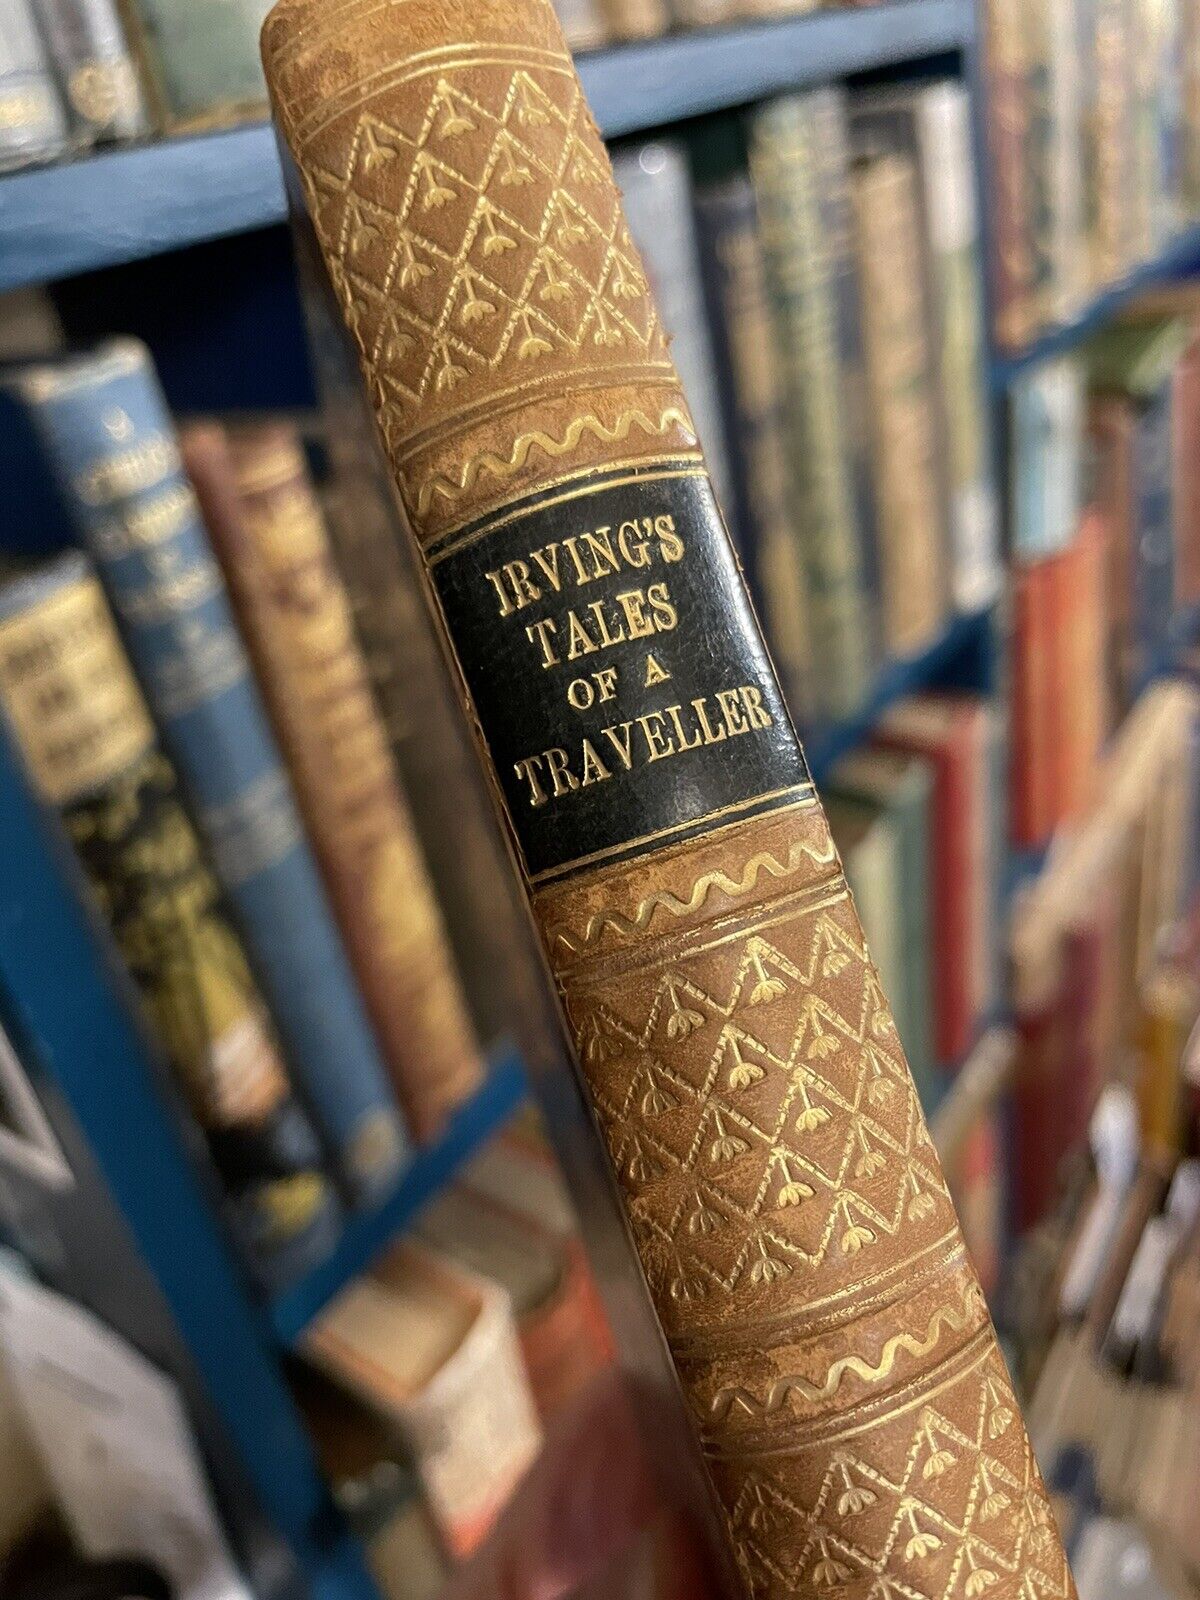 IRVING'S
TALES
OF A
TRAVELLER